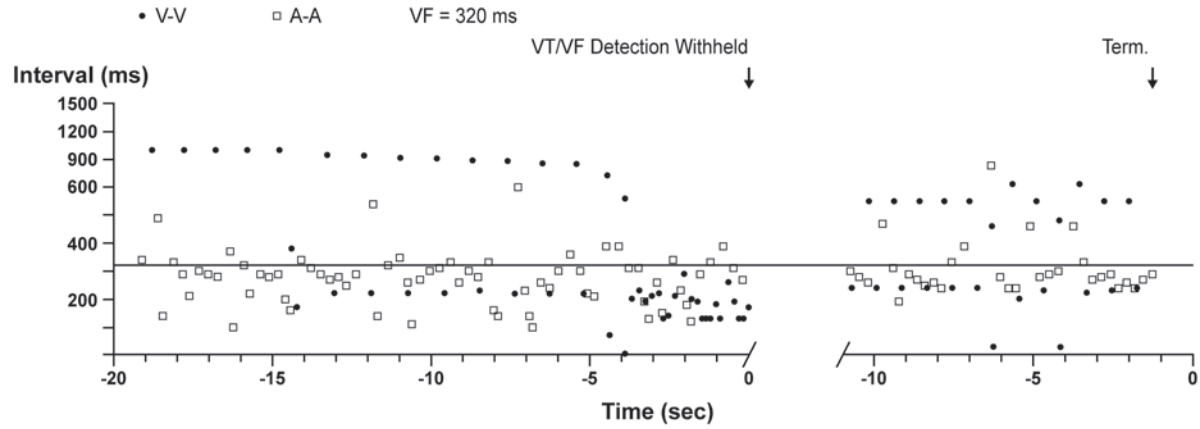 • V-V □ A-A VF = 320 ms
VT/VF Detection Withheld Term.
Interval (ms)
1500
1200
900
600
400
200
-20 -15 -10 -5 0 -10 -5 0
Time (sec)